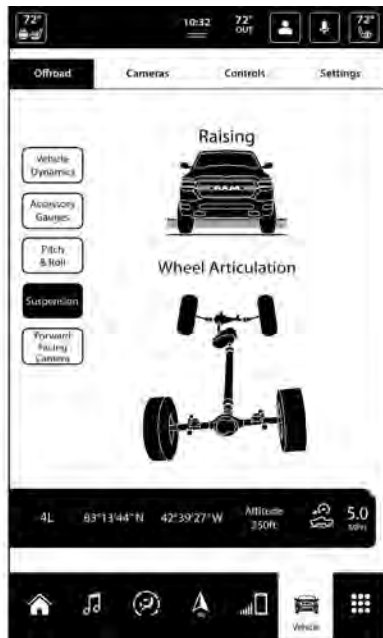 72°
10:32
72°
OUT
72°
Offroad
Cameras
Controls
Settings
Raising
Vehicle
Dynamics
Accessory
Gauges
Pitch
& Roll
Suspension
Forward
Facing
Camera
RAM
Wheel Articulation
4L
83°13'44"N
42°39'27"W
Altitude
250ft
5.0
MPH
Vehicle